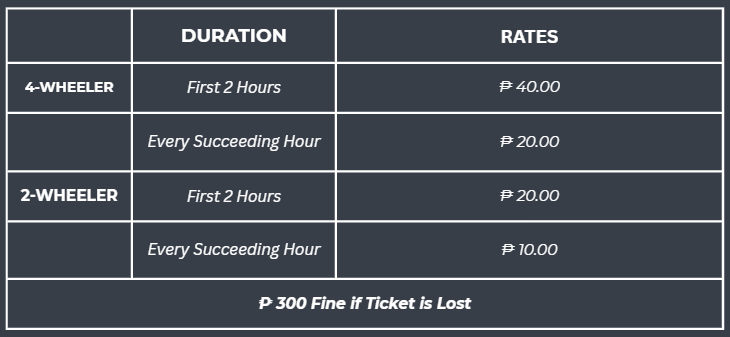 DURATION RATES
4-WHEELER First 2 Hours ₱ 40.00
Every Succeeding Hour ₱ 20.00
2-WHEELER First 2 Hours ₱ 20.00
Every Succeeding Hour ₱ 10.00
₱ 300 Fine if Ticket is Lost